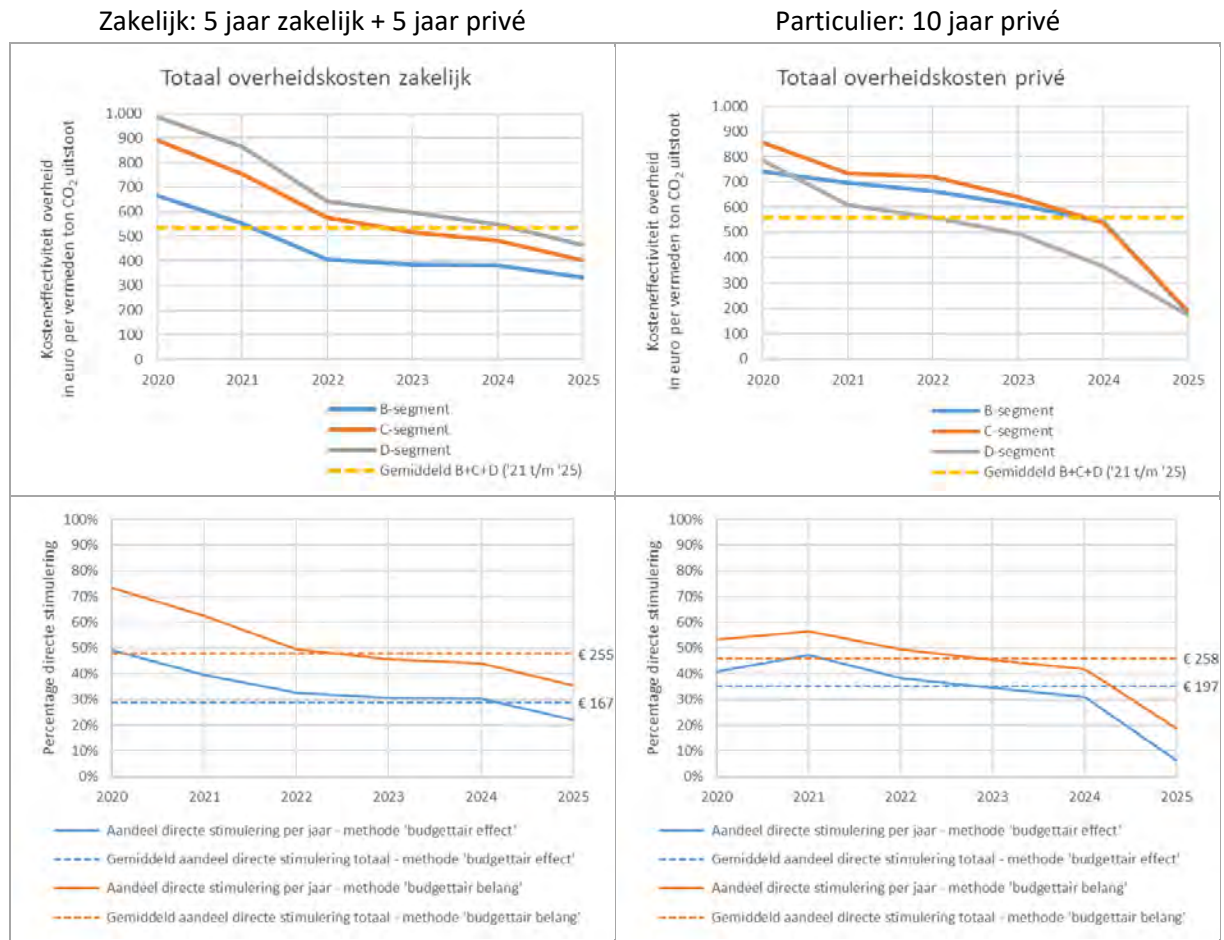 Zakelijk: 5 jaar zakelijk + 5 jaar privé
Particulier: 10 jaar privé
Totaal overheidskosten zakelijk
Kosteneffectiviteit overheid
in euro per vermeden ton CO₂ uitstoot
1.000
900
800
700
600
500
400
300
200
100
0
2020 2021 2022 2023 2024 2025
B-segment
C-segment
D-segment
Gemiddeld B+C+D ('21 t/m '25)
Totaal overheidskosten privé
Kosteneffectiviteit overheid
in euro per vermeden ton CO₂ uitstoot
1.000
900
800
700
600
500
400
300
200
100
0
2020 2021 2022 2023 2024 2025
B-segment
C-segment
D-segment
Gemiddeld B+C+D ('21 t/m '25)
Percentage directe stimulering
100%
90%
80%
70%
60%
50%
40%
30%
20%
10%
0%
€ 255
€ 167
2020 2021 2022 2023 2024 2025
Aandeel directe stimulering per jaar - methode 'budgettair effect'
Gemiddeld aandeel directe stimulering totaal - methode 'budgettair effect'
Aandeel directe stimulering per jaar - methode 'budgettair belang'
Gemiddeld aandeel directe stimulering totaal - methode 'budgettair belang'
Percentage directe stimulering
100%
90%
80%
70%
60%
50%
40%
30%
20%
10%
0%
€ 258
€ 197
2020 2021 2022 2023 2024 2025
Aandeel directe stimulering per jaar - methode 'budgettair effect'
Gemiddeld aandeel directe stimulering totaal - methode 'budgettair effect'
Aandeel directe stimulering per jaar - methode 'budgettair belang'
Gemiddeld aandeel directe stimulering totaal - methode 'budgettair belang'